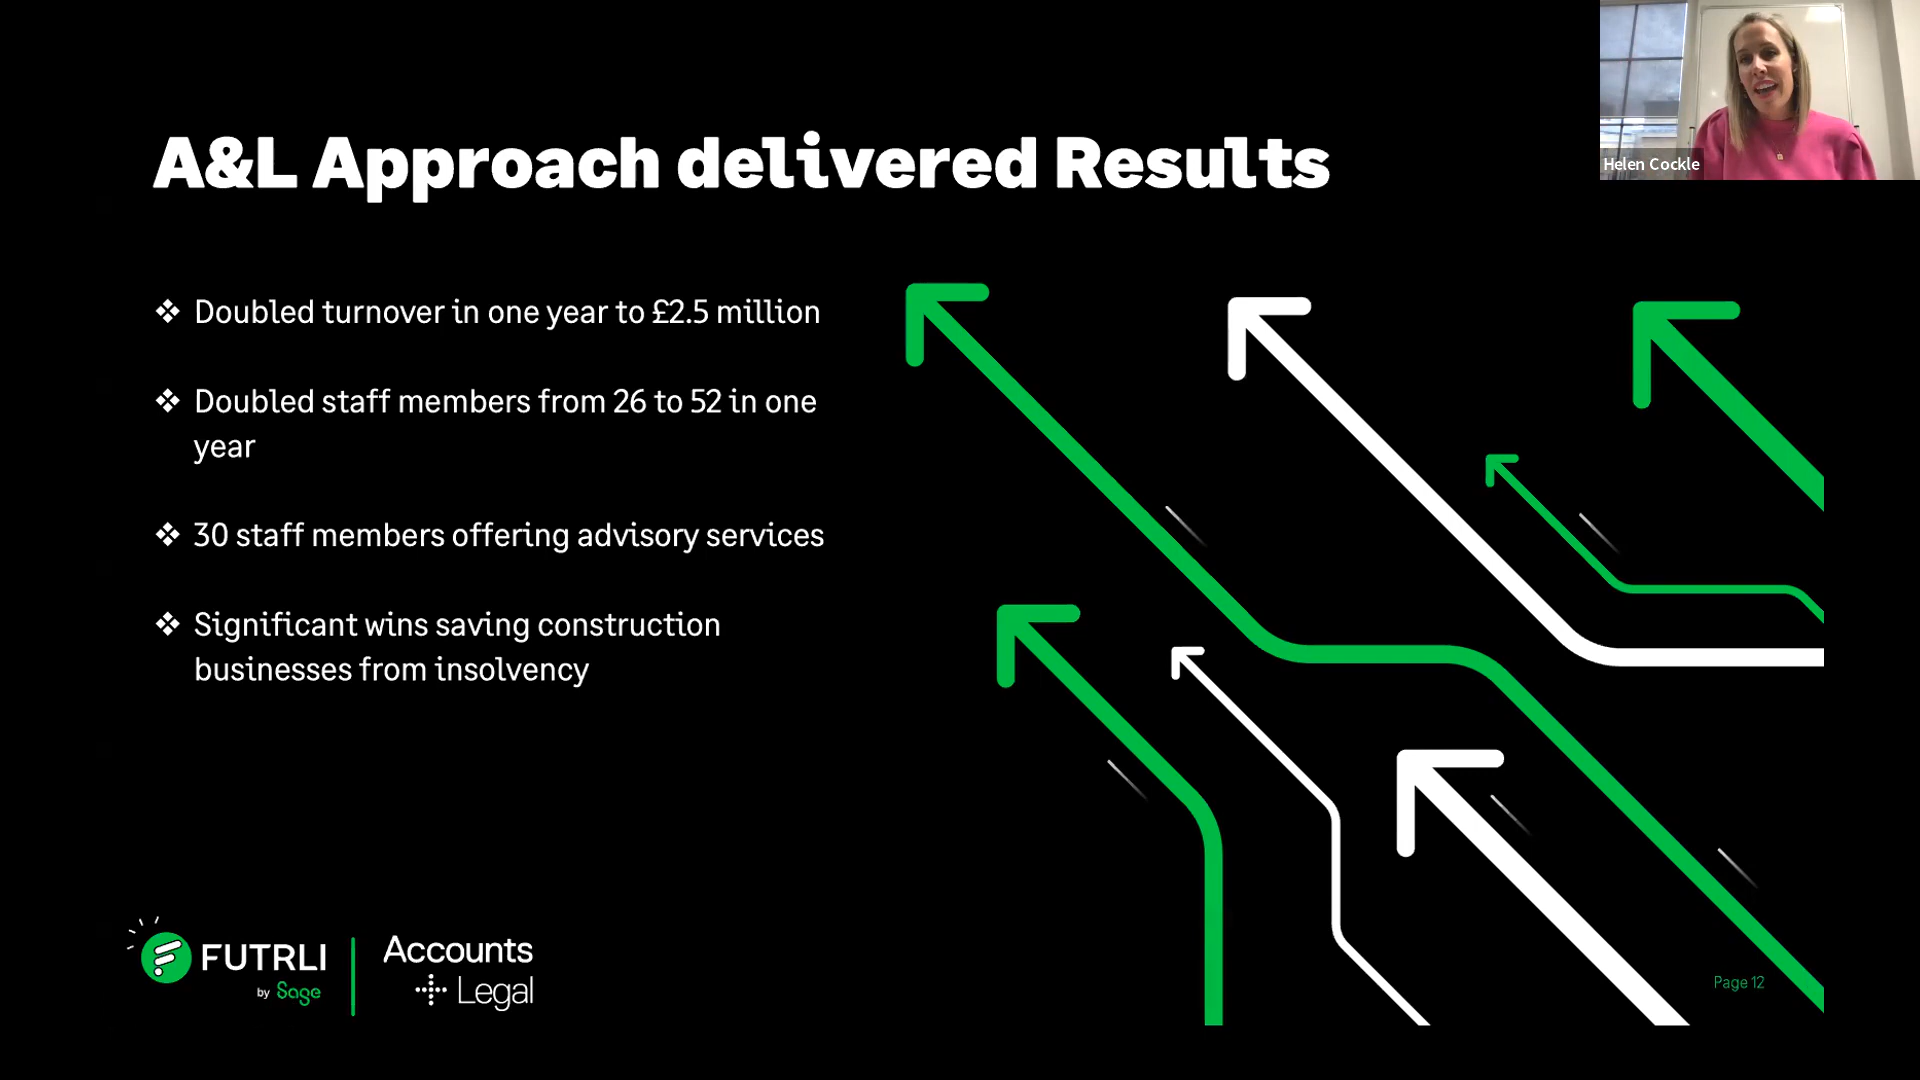 A&L Approach delivered Results
Helen Cockle
❖ Doubled turnover in one year to £2.5 million
❖ Doubled staff members from 26 to 52 in one
year
❖ 30 staff members offering advisory services
❖ Significant wins saving construction
businesses from insolvency
FUTRLI
by Sage
Accounts
Legal
Page 12